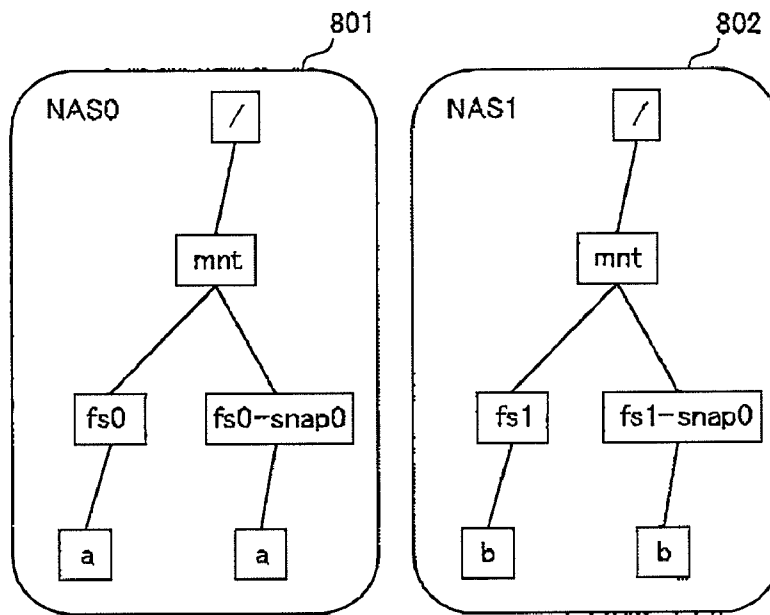 801
802
NAS0
/
mnt
fs0
fs0-snap0
a
a
NAS1
/
mnt
fs1
fs1-snap0
b
b